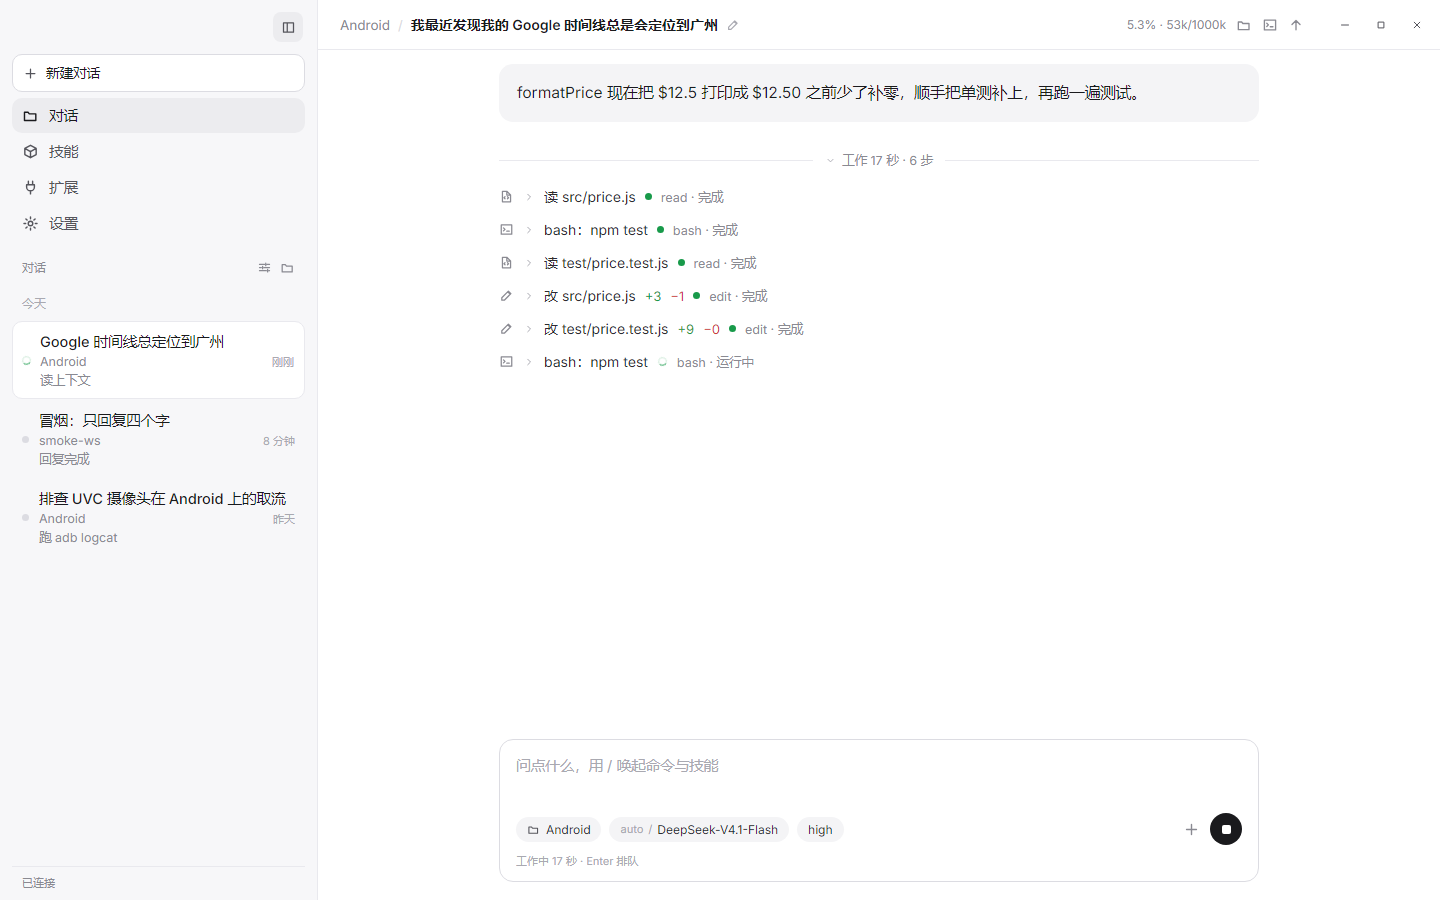 新建对话
对话
技能
扩展
设置
对话
今天
Google 时间线总定位到广州
Android 刚刚
读上下文
冒烟：只回复四个字
smoke-ws 8 分钟
回复完成
排查 UVC 摄像头在 Android 上的取流
Android 昨天
跑 adb logcat
已连接
Android / 我最近发现我的 Google 时间线总是会定位到广州 5.3% · 53k/1000k
formatPrice 现在把 $12.5 打印成 $12.50 之前少了补零，顺手把单测补上，再跑一遍测试。
工作 17 秒 · 6 步
读 src/price.js read · 完成
bash：npm test bash · 完成
读 test/price.test.js read · 完成
改 src/price.js +3 −1 edit · 完成
改 test/price.test.js +9 −0 edit · 完成
bash：npm test bash · 运行中
问点什么，用 / 唤起命令与技能
Android auto / DeepSeek-V4.1-Flash high
工作中 17 秒 · Enter 排队